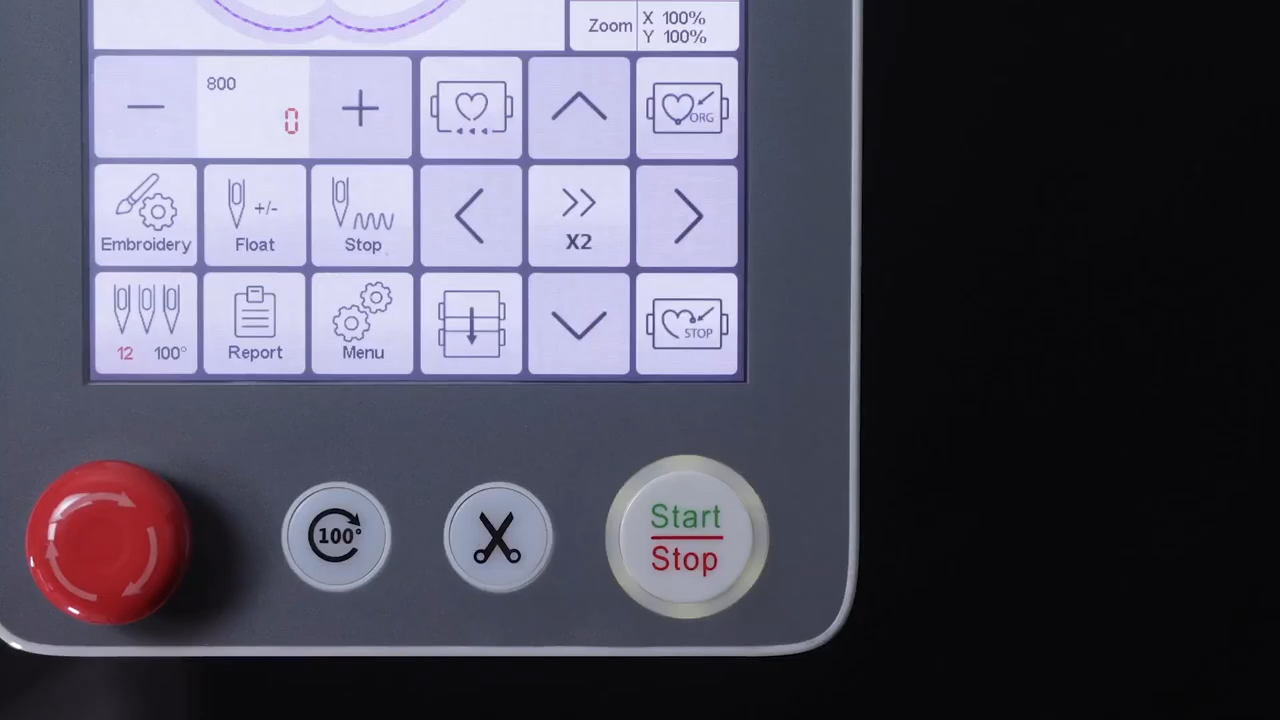 Zoom X 100%
Y 100%
800
0
ORG
Embroidery
+/-
Float
Stop
X2
12 100°
Report
Menu
STOP
100°
Start
Stop